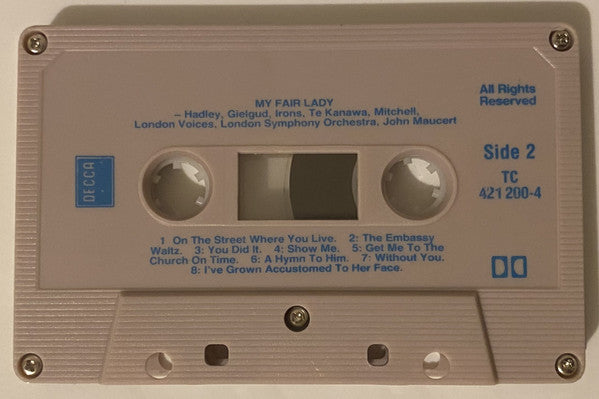 MY FAIR LADY
– Hadley, Gielgud, Irons, Te Kanawa, Mitchell,
London Voices, London Symphony Orchestra, John Maucert
All Rights
Reserved
DECCA
Side 2
TC
421 200-4
1 On The Street Where You Live. 2: The Embassy
Waltz. 3: You Did It. 4: Show Me. 5: Get Me To The
Church On Time. 6: A Hymn To Him. 7: Without You.
8: I've Grown Accustomed To Her Face.